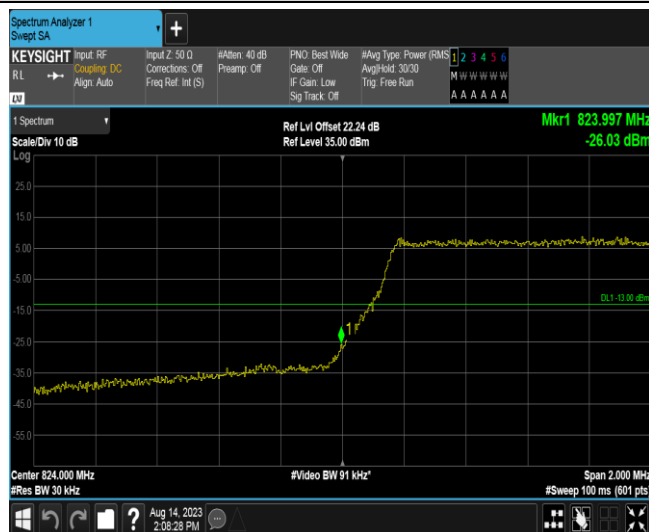 Spectrum Analyzer 1
Swept SA
+
KEYSIGHT
RL
LXI
Input: RF
Coupling: DC
Align: Auto
Input Z: 50 Ω
Corrections: Off
Freq Ref: Int (S)
#Atten: 40 dB
Preamp: Off
PNO: Best Wide
Gate: Off
IF Gain: Low
Sig Track: Off
#Avg Type: Power (RMS
Avg|Hold: 30/30
Trig: Free Run
1 2 3 4 5 6
M W W W W W
A A A A A A
1 Spectrum
Scale/Div 10 dB
Log
Ref Lvl Offset 22.24 dB
Ref Level 35.00 dBm
Mkr1 823.997 MHz
-26.03 dBm
25.0
15.0
5.00
-5.00
DL1 -13.00 dBm
-15.0
1
-25.0
-35.0
-45.0
-55.0
Center 824.000 MHz
#Res BW 30 kHz
#Video BW 91 kHz*
Span 2.000 MHz
#Sweep 100 ms (601 pts)
?
Aug 14, 2023
2:08:28 PM